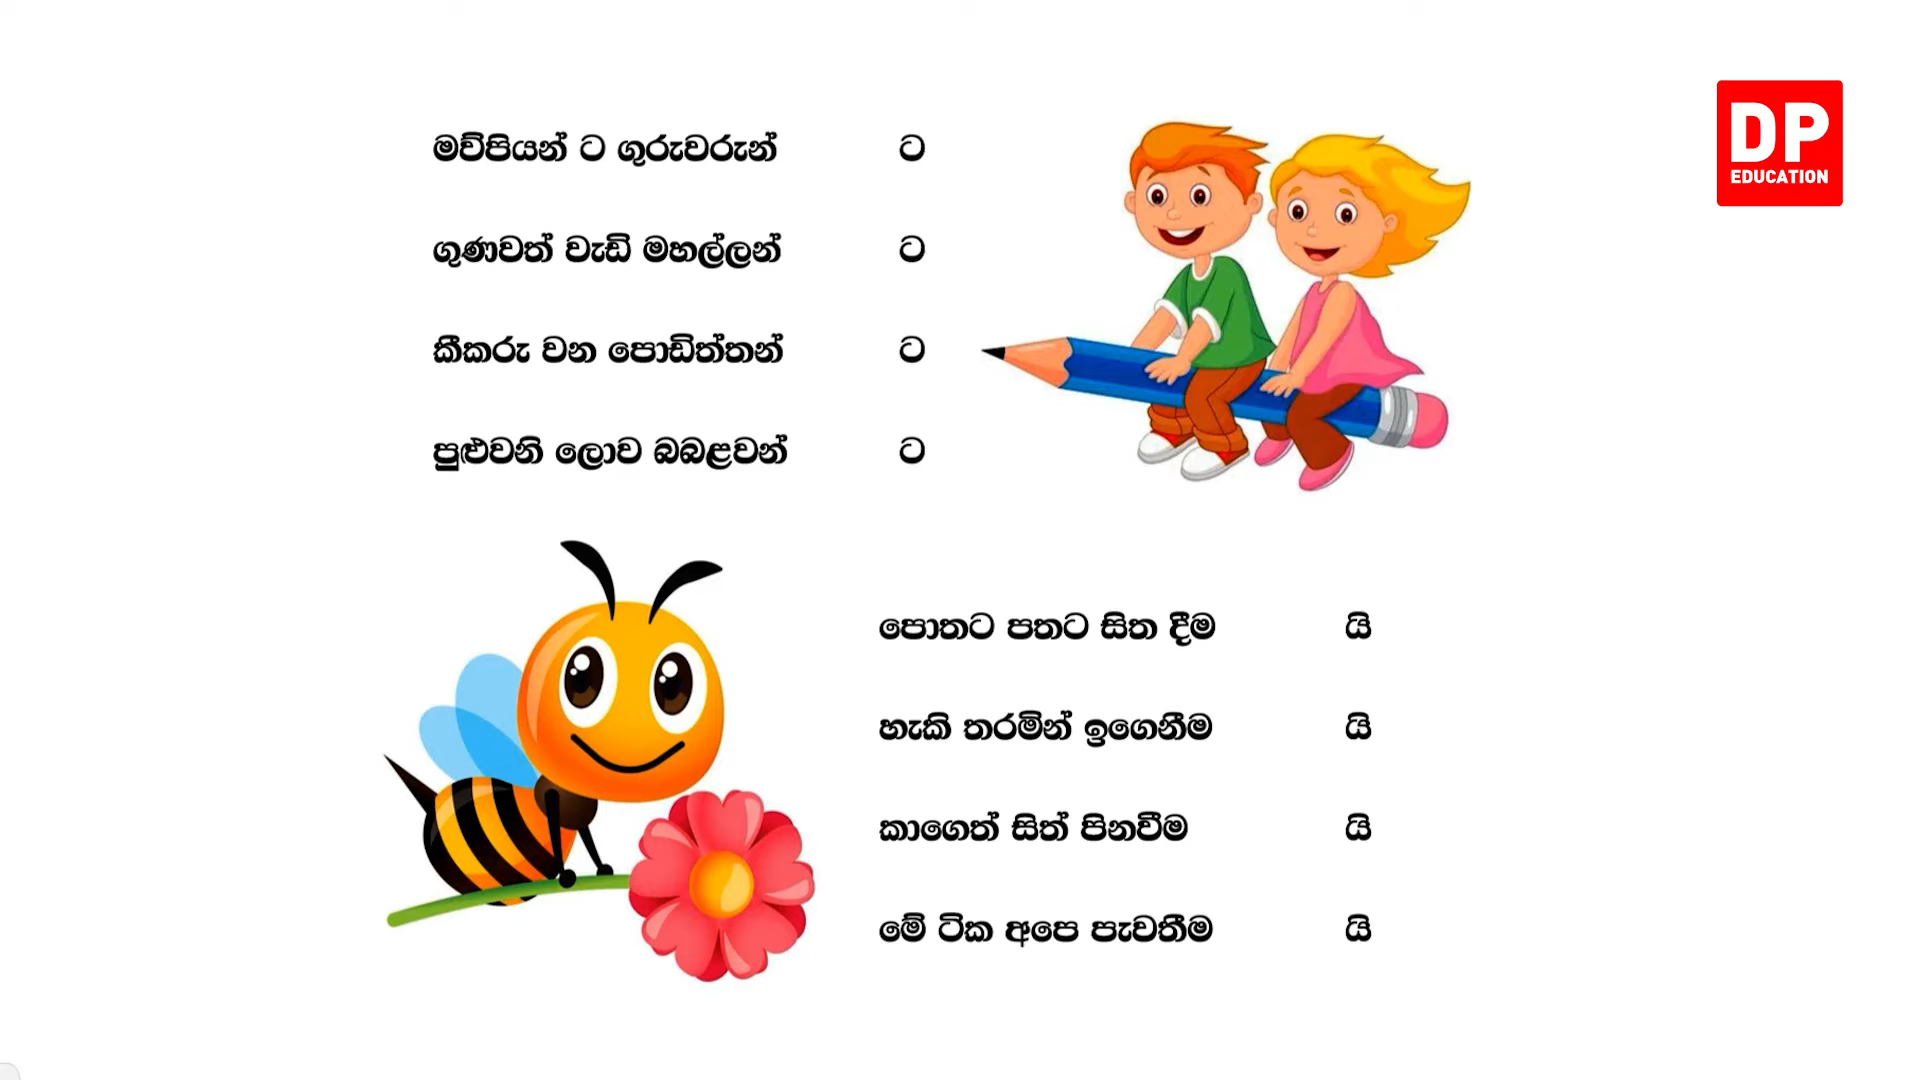 DP
EDUCATION
මව්පියන් ට ගුරුවරුන් ට
ගුණවත් වැඩි මහල්ලන් ට
කීකරු වන පොඩිත්තන් ට
පුළුවනි ලොව බබළවන් ට
පොතට පතට සිත දීම යි
හැකි තරමින් ඉගෙනීම යි
කාගෙත් සිත් පිනවීම යි
මේ ටික අපෙ පැවතීම යි